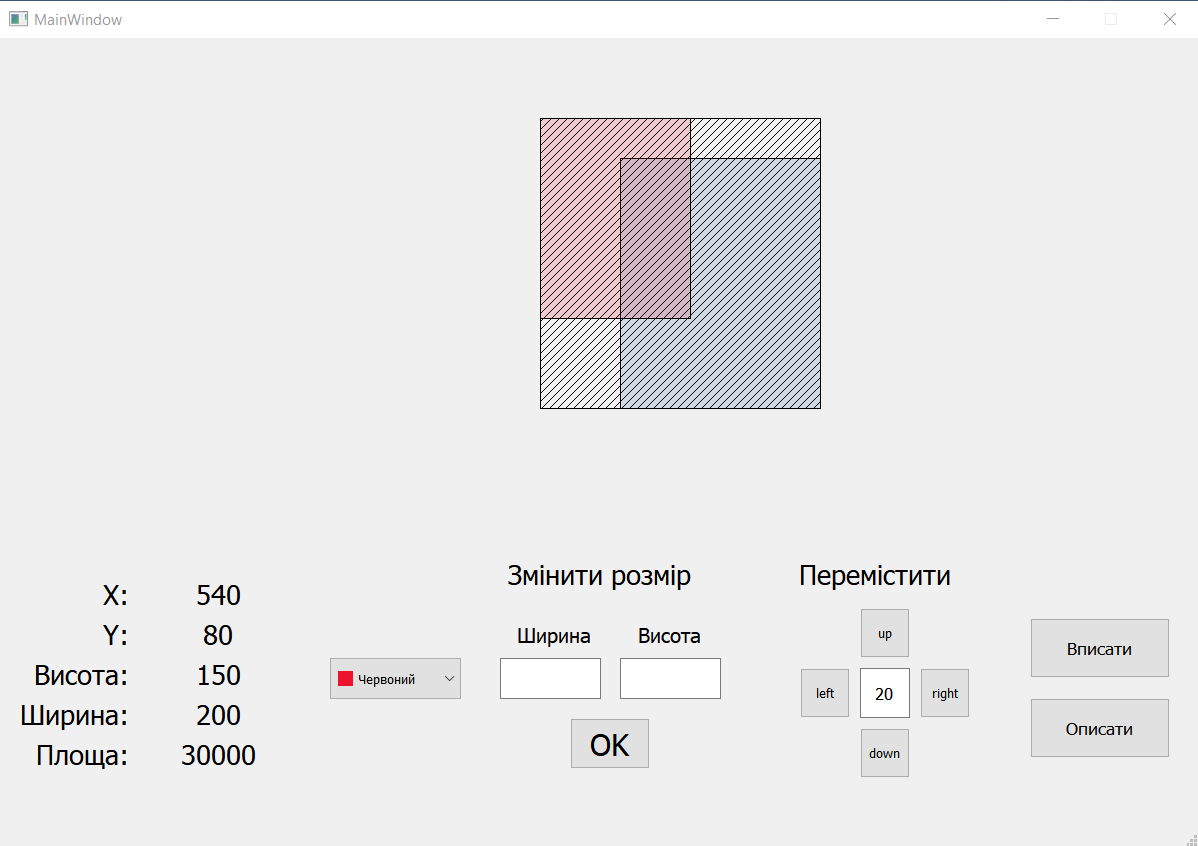 MainWindow
X: 540
Y: 80
Висота: 150
Ширина: 200
Площа: 30000
Червоний
Змінити розмір
Ширина Висота
OK
Перемістити
up
left 20 right
down
Вписати
Описати